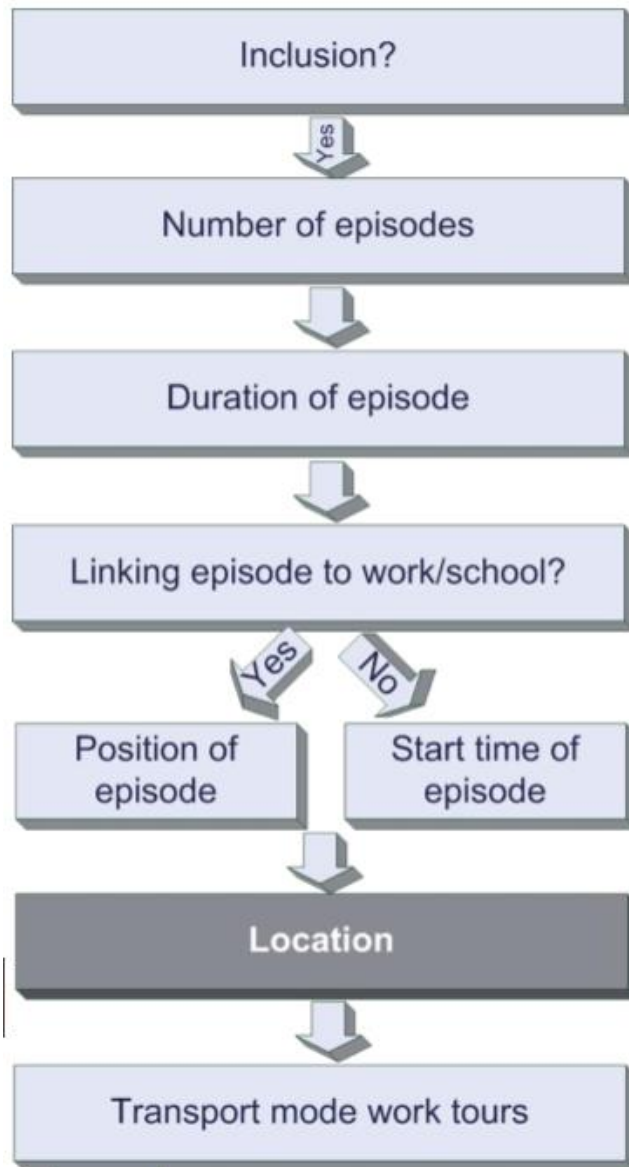 Inclusion?
Yes
Number of episodes
Duration of episode
Linking episode to work/school?
Yes
No
Position of
episode
Start time of
episode
Location
Transport mode work tours